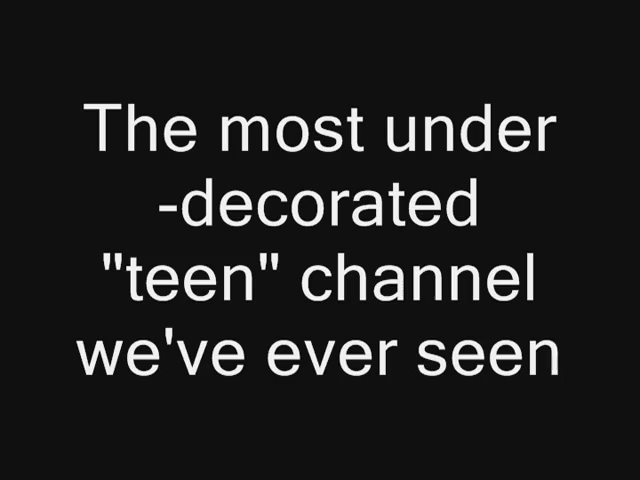 The most under
-decorated
"teen" channel
we've ever seen